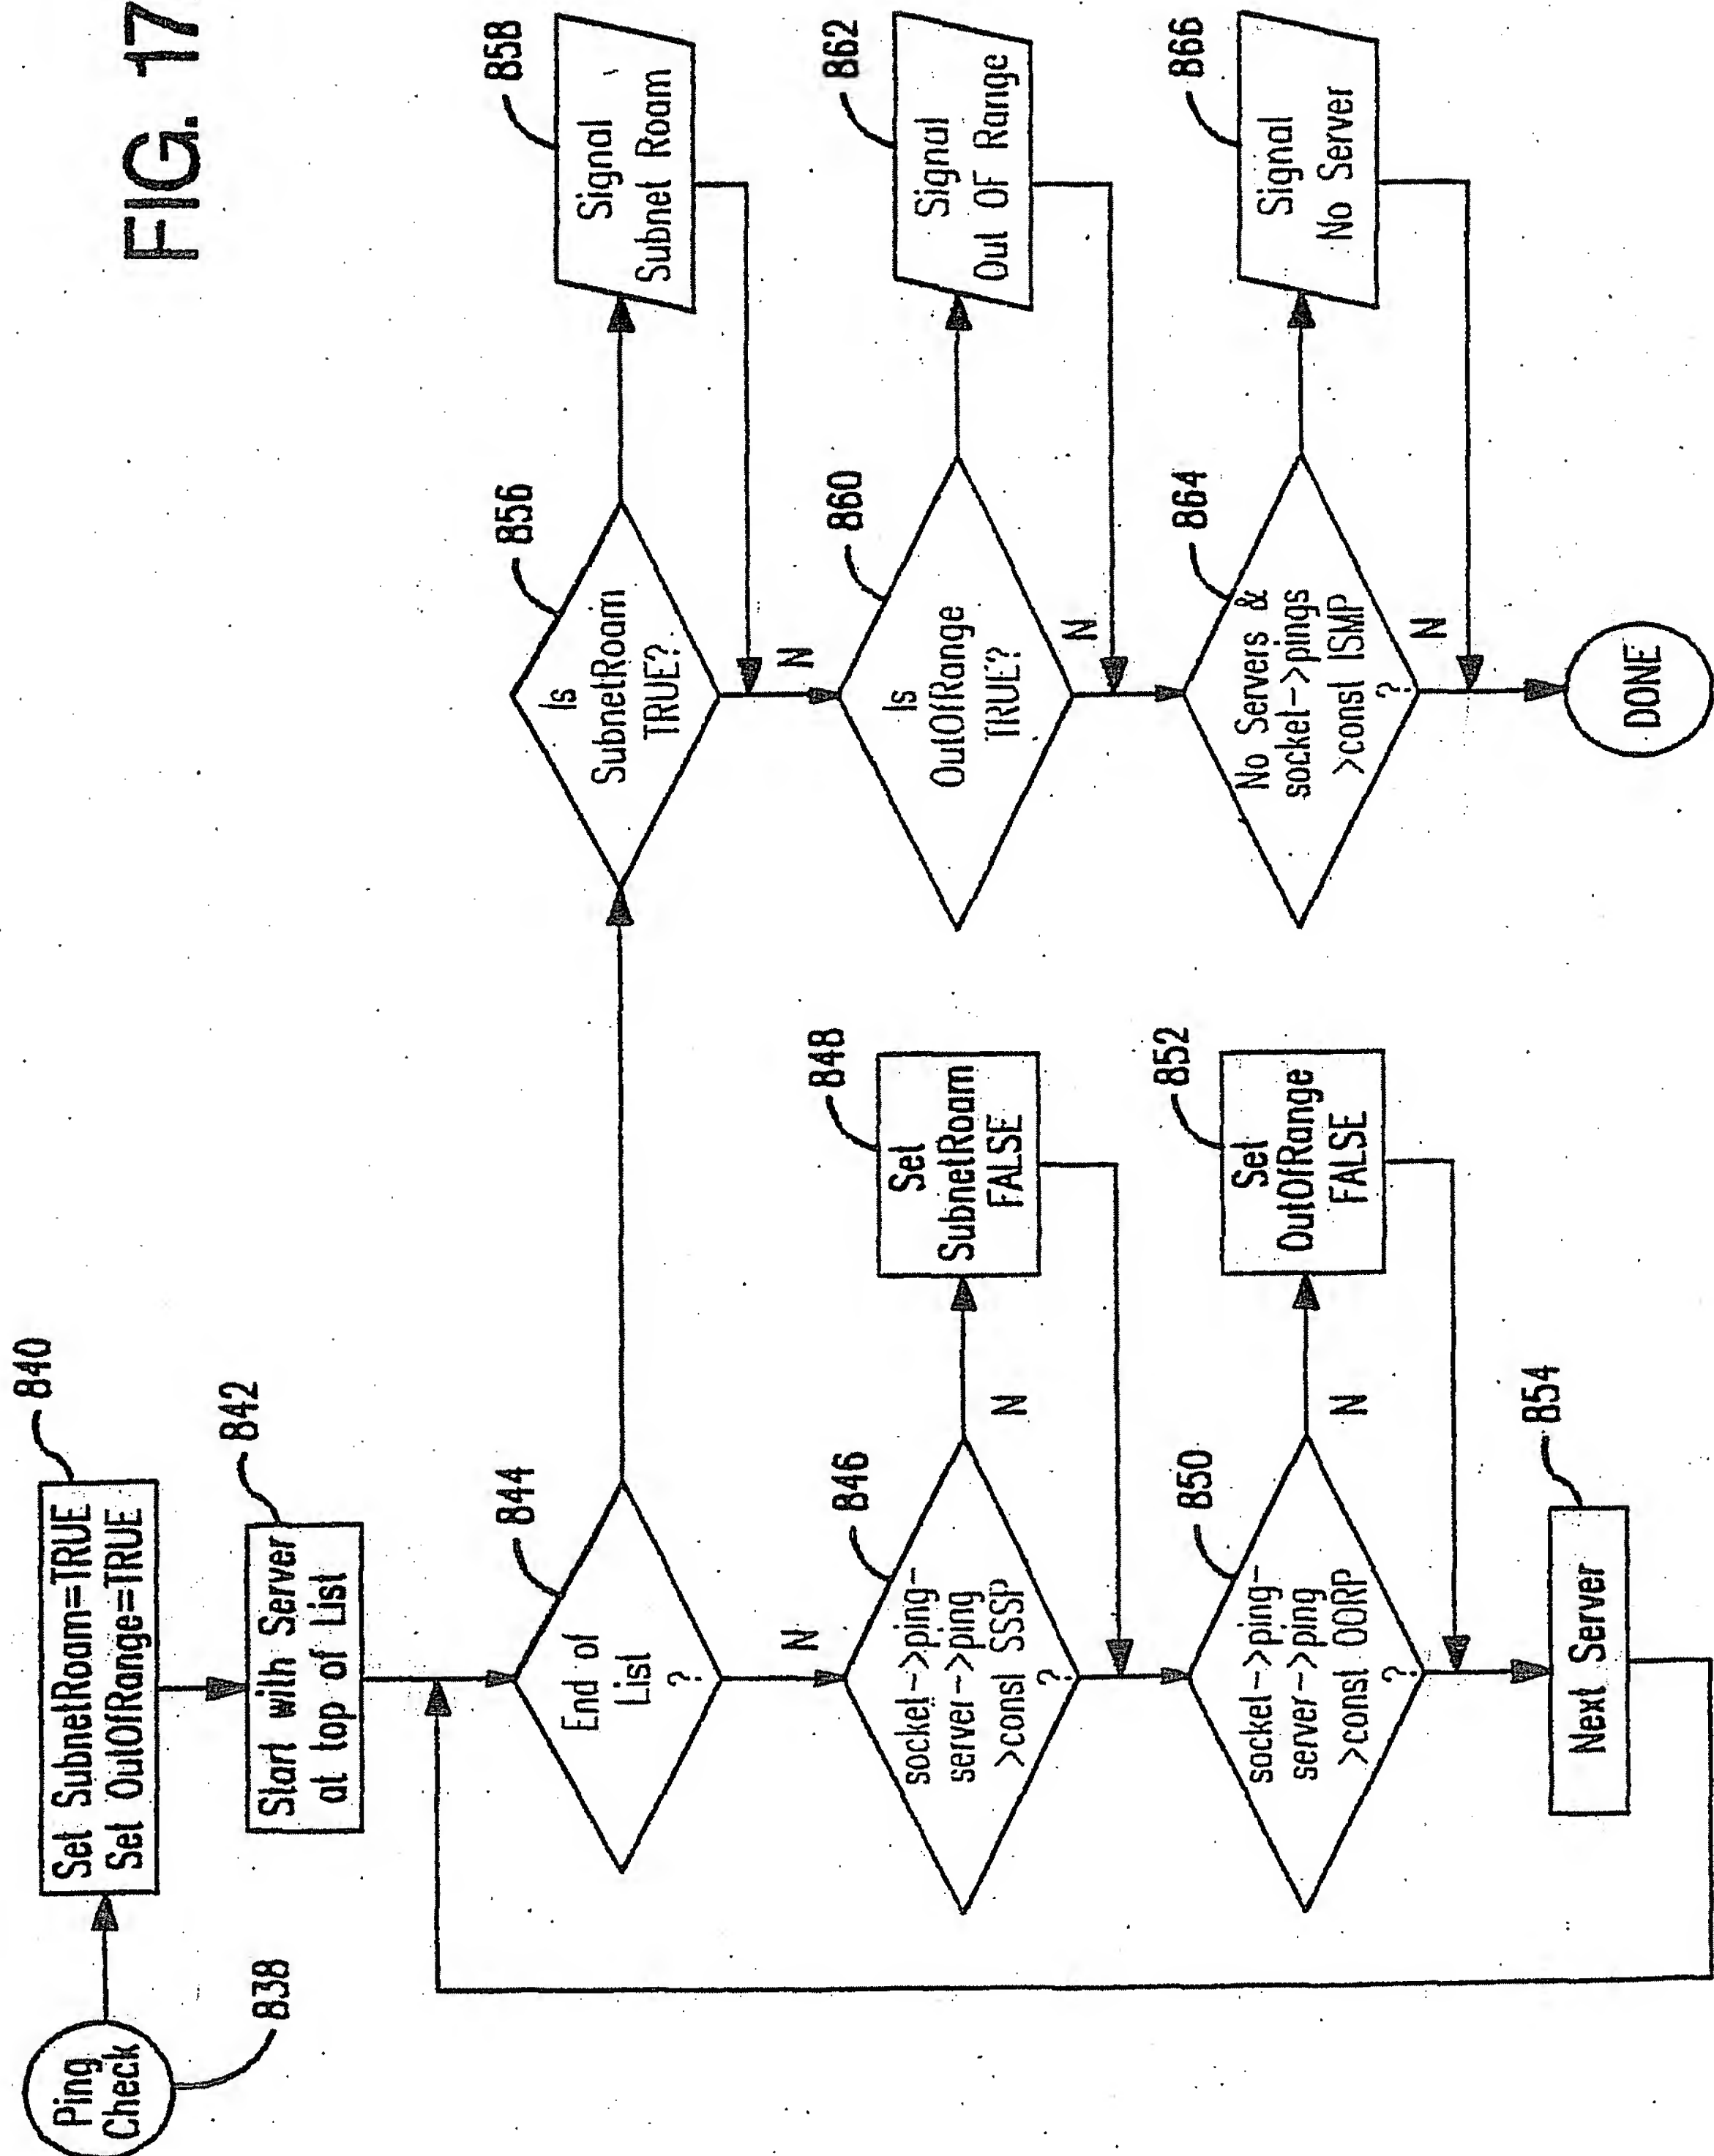 FIG. 17
Ping
Check
838
Set SubnetRoam=TRUE
Set OutOfRange=TRUE
840
Start with Server
at top of List
842
End of
List
?
844
N
socket->ping-
server->ping
>const SSSP
?
846
N
Set
SubnetRoam
FALSE
848
socket->ping-
server->ping
>const OORP
?
850
N
Set
OutOfRange
FALSE
852
Next Server
854
Is
SubnetRoam
TRUE?
856
N
Signal
Subnet Roam
858
Is
OutOfRange
TRUE?
860
N
Signal
Out OF Range
862
No Servers &
socket->pings
>const ISMP
?
864
N
Signal
No Server
866
DONE